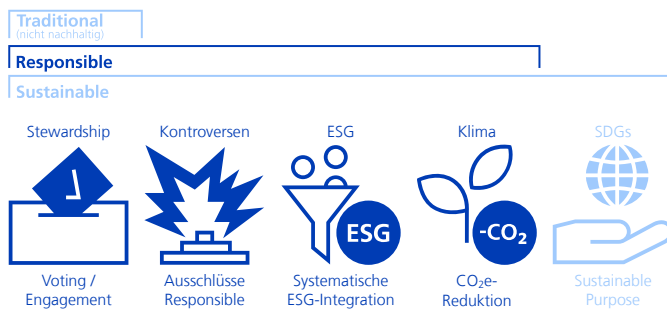 Traditional
(nicht nachhaltig)
Responsible
Sustainable
Stewardship Kontroversen ESG Klima SDGs
ESG -CO₂
Voting / Ausschlüsse Systematische CO₂e- Sustainable
Engagement Responsible ESG-Integration Reduktion Purpose